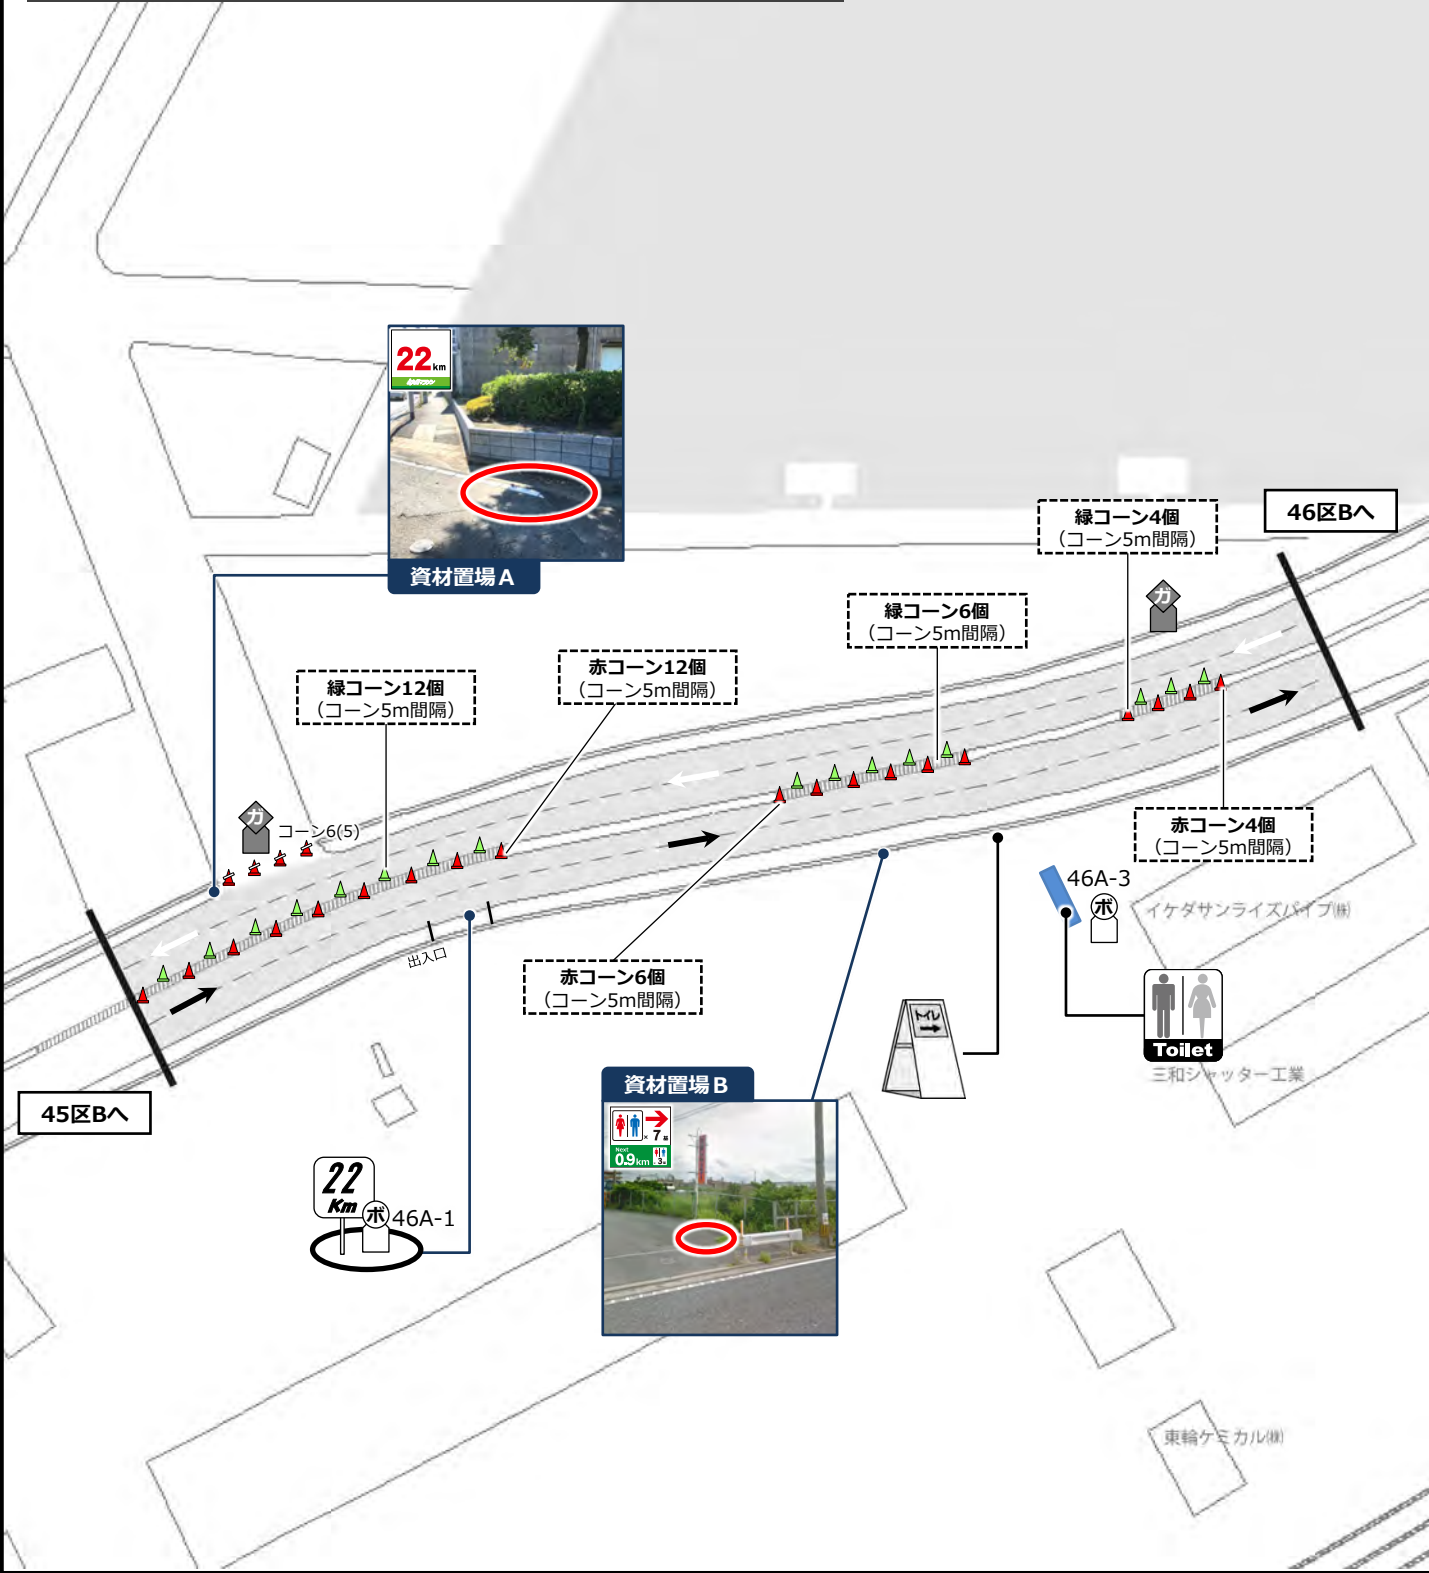 22km
資材置場A
緑コーン4個
（コーン5m間隔）
46区Bへ
ガ
緑コーン6個
（コーン5m間隔）
赤コーン12個
（コーン5m間隔）
緑コーン12個
（コーン5m間隔）
ガ
コーン6(5)
赤コーン4個
（コーン5m間隔）
46A-3
ボ
イケダサンライズパイプ㈱
出入口
赤コーン6個
（コーン5m間隔）
トイレ
Toilet
三和シャッター工業
45区Bへ
資材置場B
× 7基
Next
0.9km
22
Km
ボ
46A-1
東輪ケミカル㈱